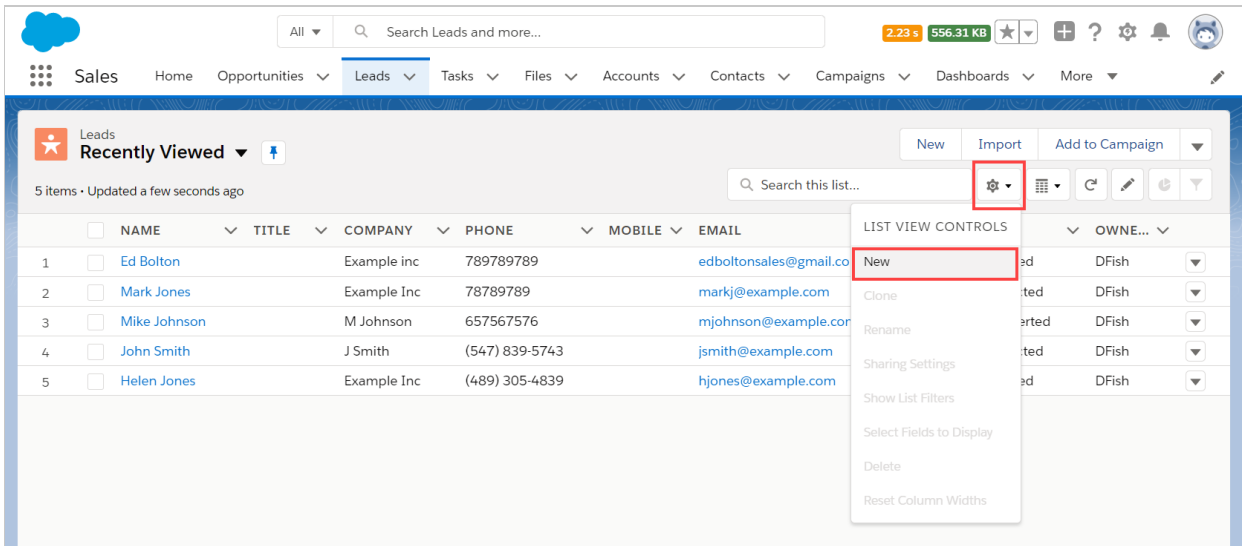 All Search Leads and more... 2.23 s 556.31 KB
Sales Home Opportunities Leads Tasks Files Accounts Contacts Campaigns Dashboards More
Leads
Recently Viewed
New Import Add to Campaign
5 items • Updated a few seconds ago
Search this list...
NAME TITLE COMPANY PHONE MOBILE EMAIL OWNE...
1 Ed Bolton Example inc 789789789 edboltonsales@gmail.co ed DFish
2 Mark Jones Example Inc 78789789 markj@example.com cted DFish
3 Mike Johnson M Johnson 657567576 mjohnson@example.com erted DFish
4 John Smith J Smith (547) 839-5743 jsmith@example.com cted DFish
5 Helen Jones Example Inc (489) 305-4839 hjones@example.com ed DFish
LIST VIEW CONTROLS
New
Clone
Rename
Sharing Settings
Show List Filters
Select Fields to Display
Delete
Reset Column Widths